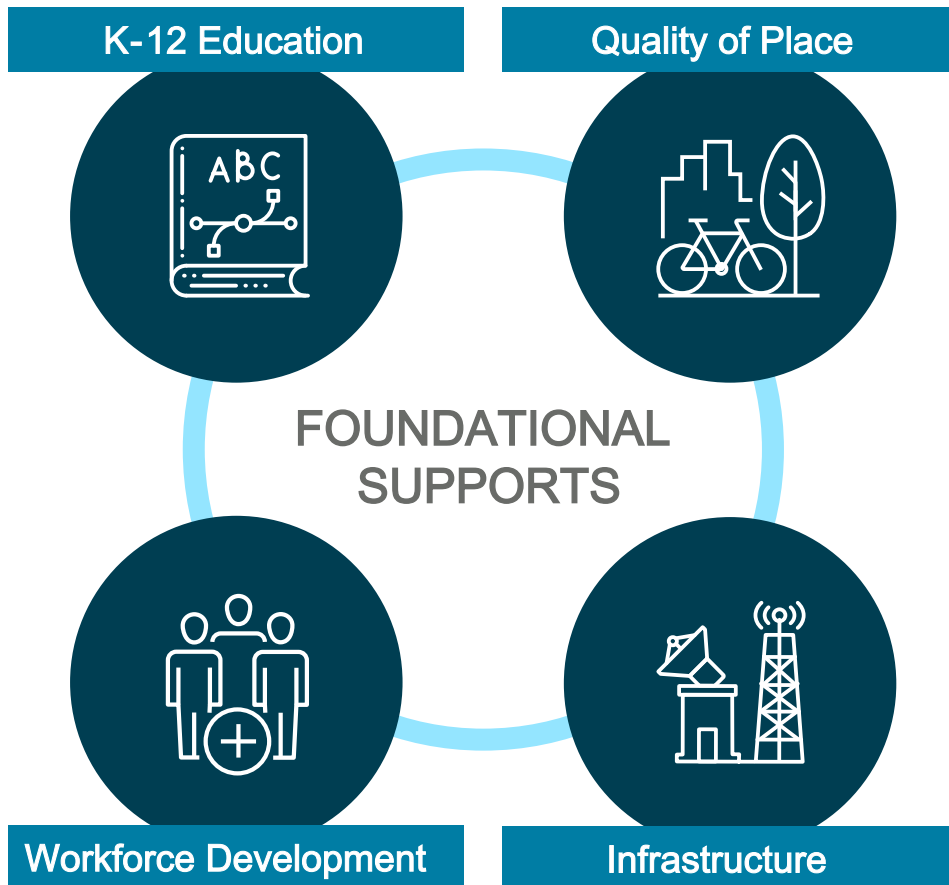 K-12 Education
Quality of Place
ABC
FOUNDATIONAL
SUPPORTS
Workforce Development
Infrastructure